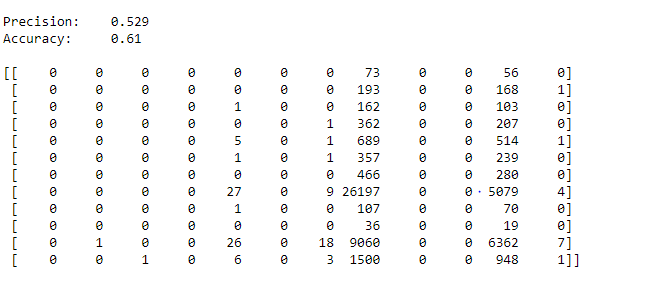 Precision: 0.529
Accuracy: 0.61
[[ 0 0 0 0 0 0 0 73 0 0 56 0]
[ 0 0 0 0 0 0 0 193 0 0 168 1]
[ 0 0 0 0 1 0 0 162 0 0 103 0]
[ 0 0 0 0 0 0 1 362 0 0 207 0]
[ 0 0 0 0 5 0 1 689 0 0 514 1]
[ 0 0 0 0 1 0 1 357 0 0 239 0]
[ 0 0 0 0 0 0 0 466 0 0 280 0]
[ 0 0 0 0 27 0 9 26197 0 0 5079 4]
[ 0 0 0 0 1 0 0 107 0 0 70 0]
[ 0 0 0 0 0 0 0 36 0 0 19 0]
[ 0 1 0 0 26 0 18 9060 0 0 6362 7]
[ 0 0 1 0 6 0 3 1500 0 0 948 1]]